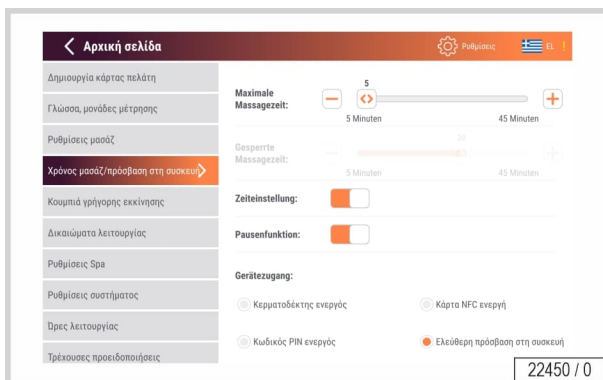 Αρχική σελίδα
Ρυθμίσεις
EL !
Δημιουργία κάρτας πελάτη
Γλώσσα, μονάδες μέτρησης
Ρυθμίσεις μασάζ
Χρόνος μασάζ/πρόσβαση στη συσκευή
Κουμπιά γρήγορης εκκίνησης
Δικαιώματα λειτουργίας
Ρυθμίσεις Spa
Ρυθμίσεις συστήματος
Ώρες λειτουργίας
Τρέχουσες προειδοποιήσεις
5
Maximale
Massagezeit:
5 Minuten
45 Minuten
30
Gesperrte
Massagezeit:
5 Minuten
45 Minuten
Zeiteinstellung:
Pausenfunktion:
Gerätezugang:
Κερματοδέκτης ενεργός
Κάρτα NFC ενεργή
Κωδικός PIN ενεργός
Ελεύθερη πρόσβαση στη συσκευή
22450 / 0